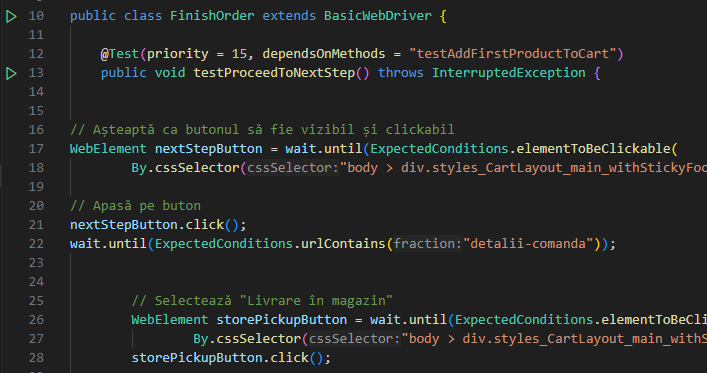 10 public class FinishOrder extends BasicWebDriver {
11
12 @Test(priority = 15, dependsOnMethods = "testAddFirstProductToCart")
13 public void testProceedToNextStep() throws InterruptedException {
14
15
16 // Așteaptă ca butonul să fie vizibil și clickabil
17 WebElement nextStepButton = wait.until(ExpectedConditions.elementToBeClickable(
18 By.cssSelector(cssSelector:"body > div.styles_CartLayout_main_withStickyFoo
19
20 // Apasă pe buton
21 nextStepButton.click();
22 wait.until(ExpectedConditions.urlContains(fraction:"detalii-comanda"));
23
24
25 // Selectează "Livrare în magazin"
26 WebElement storePickupButton = wait.until(ExpectedConditions.elementToBeCli
27 By.cssSelector(cssSelector:"body > div.styles_CartLayout_main_withS
28 storePickupButton.click();